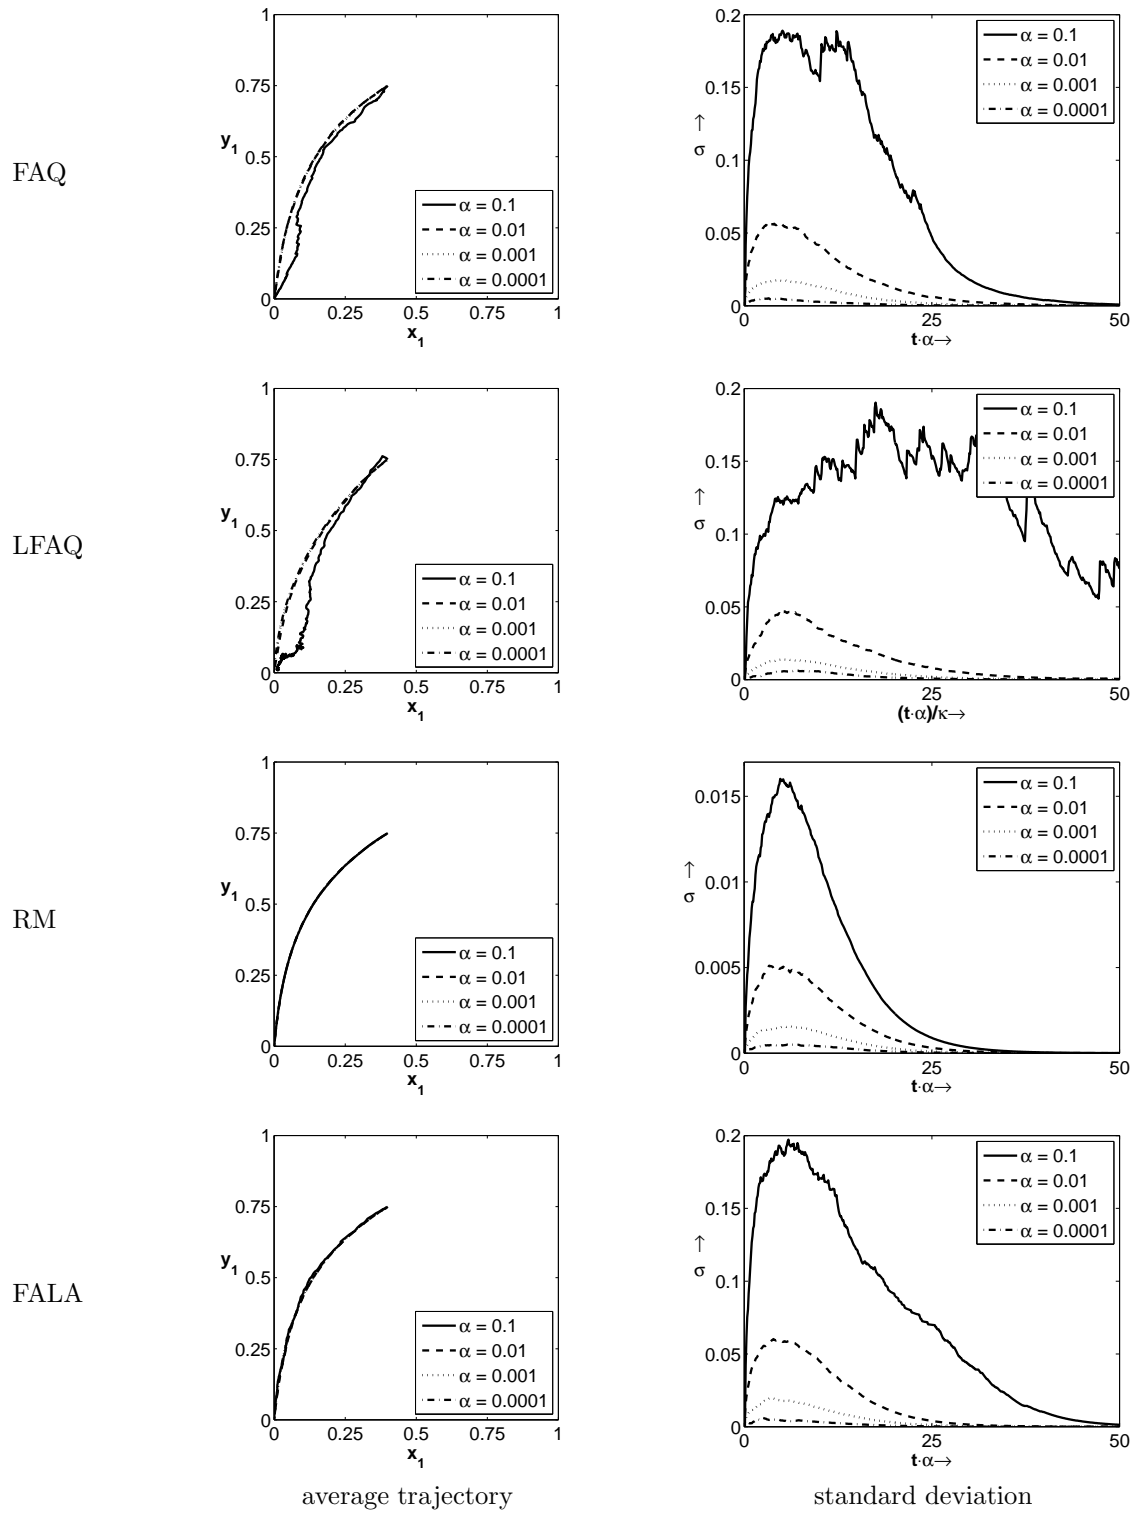 FAQ
1
0.75
y1
0.5
0.25
0
0 0.25 0.5 0.75 1
x1
α = 0.1
α = 0.01
α = 0.001
α = 0.0001
0.2
0.15
σ →
0.1
0.05
0
0 25 50
t·α→
α = 0.1
α = 0.01
α = 0.001
α = 0.0001
LFAQ
1
0.75
y1
0.5
0.25
0
0 0.25 0.5 0.75 1
x1
α = 0.1
α = 0.01
α = 0.001
α = 0.0001
0.2
0.15
σ →
0.1
0.05
0
0 25 50
(t·α)/κ→
α = 0.1
α = 0.01
α = 0.001
α = 0.0001
RM
1
0.75
y1
0.5
0.25
0
0 0.25 0.5 0.75 1
x1
α = 0.1
α = 0.01
α = 0.001
α = 0.0001
0.015
σ →
0.01
0.005
0
0 25 50
t·α→
α = 0.1
α = 0.01
α = 0.001
α = 0.0001
FALA
1
0.75
y1
0.5
0.25
0
0 0.25 0.5 0.75 1
x1
α = 0.1
α = 0.01
α = 0.001
α = 0.0001
0.2
0.15
σ →
0.1
0.05
0
0 25 50
t·α→
α = 0.1
α = 0.01
α = 0.001
α = 0.0001
average trajectory
standard deviation